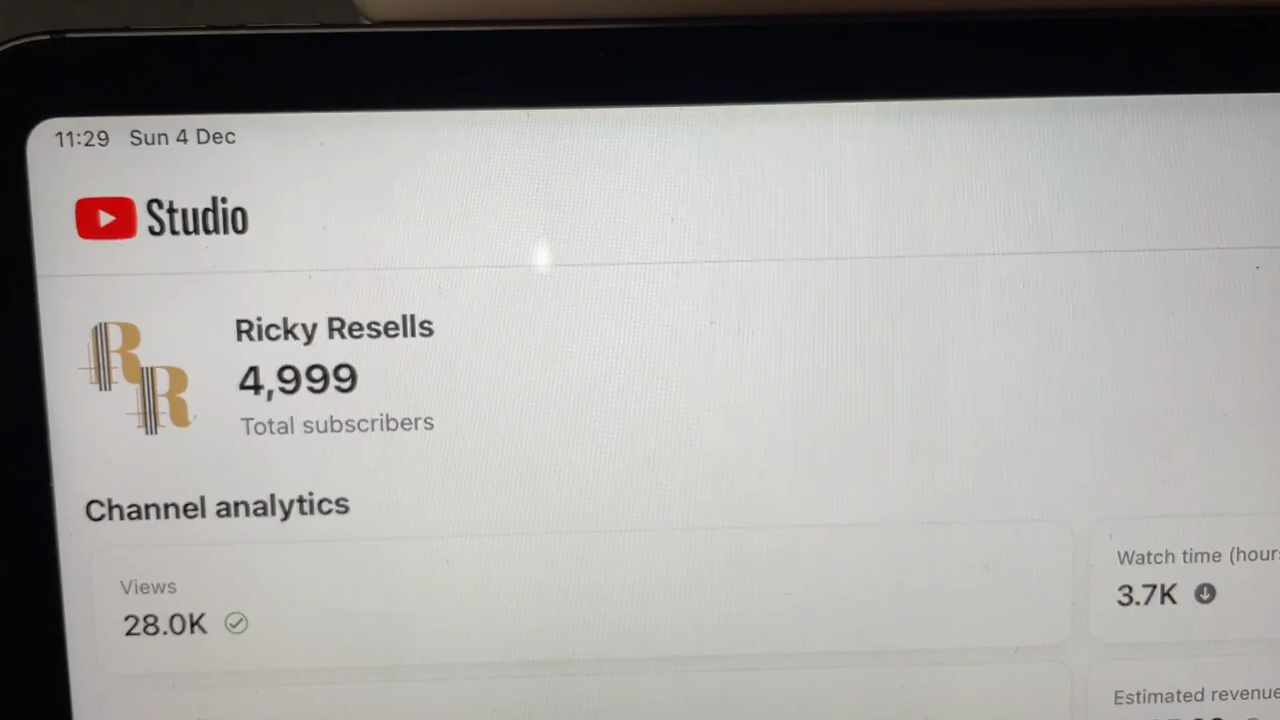 11:29 Sun 4 Dec
Studio
Ricky Resells
4,999
Total subscribers
Channel analytics
Views
28.0K
Watch time (hour
3.7K
Estimated revenue